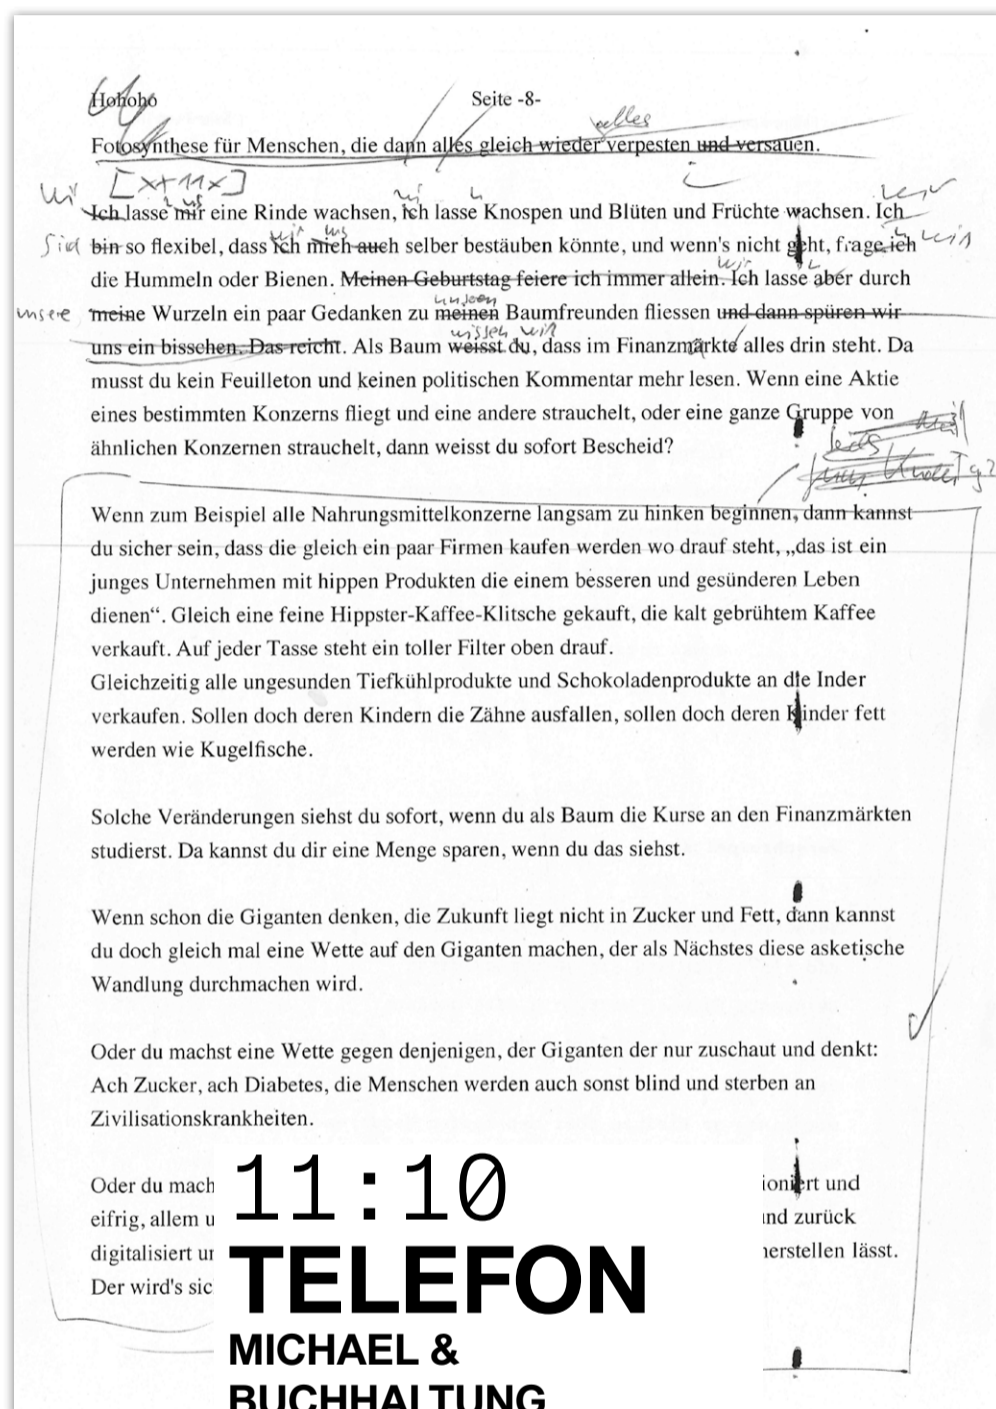 Hohoho Seite -8-
alles
Fotosynthese für Menschen, die dann alles gleich wieder verpesten und versauen.
[x+11x]
wir
Ich lasse mir eine Rinde wachsen, ich lasse Knospen und Blüten und Früchte wachsen. Ich
sind bin so flexibel, dass ich mich auch selber bestäuben könnte, und wenn's nicht geht, frage ich wir n
die Hummeln oder Bienen. Meinen Geburtstag feiere ich immer allein. Ich lasse aber durch
unsere meine Wurzeln ein paar Gedanken zu meinen Baumfreunden fliessen und dann spüren wir
wissen wir
uns ein bisschen. Das reicht. Als Baum weisst du, dass im Finanzmärkte alles drin steht. Da
musst du kein Feuilleton und keinen politischen Kommentar mehr lesen. Wenn eine Aktie
eines bestimmten Konzerns fliegt und eine andere strauchelt, oder eine ganze Gruppe von
ähnlichen Konzernen strauchelt, dann weisst du sofort Bescheid?
Wenn zum Beispiel alle Nahrungsmittelkonzerne langsam zu hinken beginnen, dann kannst
du sicher sein, dass die gleich ein paar Firmen kaufen werden wo drauf steht, „das ist ein
junges Unternehmen mit hippen Produkten die einem besseren und gesünderen Leben
dienen“. Gleich eine feine Hippster-Kaffee-Klitsche gekauft, die kalt gebrühtem Kaffee
verkauft. Auf jeder Tasse steht ein toller Filter oben drauf.
Gleichzeitig alle ungesunden Tiefkühlprodukte und Schokoladenprodukte an die Inder
verkaufen. Sollen doch deren Kindern die Zähne ausfallen, sollen doch deren Kinder fett
werden wie Kugelfische.
Solche Veränderungen siehst du sofort, wenn du als Baum die Kurse an den Finanzmärkten
studierst. Da kannst du dir eine Menge sparen, wenn du das siehst.
Wenn schon die Giganten denken, die Zukunft liegt nicht in Zucker und Fett, dann kannst
du doch gleich mal eine Wette auf den Giganten machen, der als Nächstes diese asketische
Wandlung durchmachen wird.
Oder du machst eine Wette gegen denjenigen, der Giganten der nur zuschaut und denkt:
Ach Zucker, ach Diabetes, die Menschen werden auch sonst blind und sterben an
Zivilisationskrankheiten.
Oder du mach ioniert und
eifrig, allem u nd zurück
digitalisiert un herstellen lässt.
Der wird's sic
11:10
TELEFON
MICHAEL &
BUCHHALTUNG